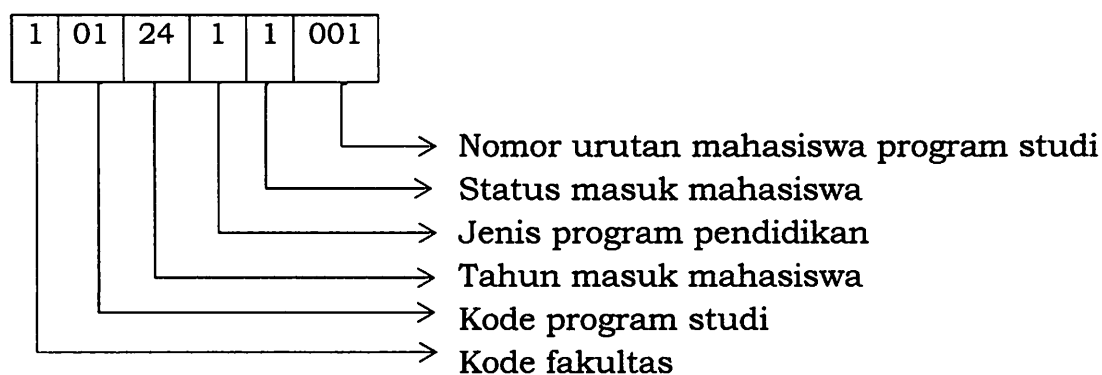 1 01 24 1 1 001
Nomor urutan mahasiswa program studi
Status masuk mahasiswa
Jenis program pendidikan
Tahun masuk mahasiswa
Kode program studi
Kode fakultas